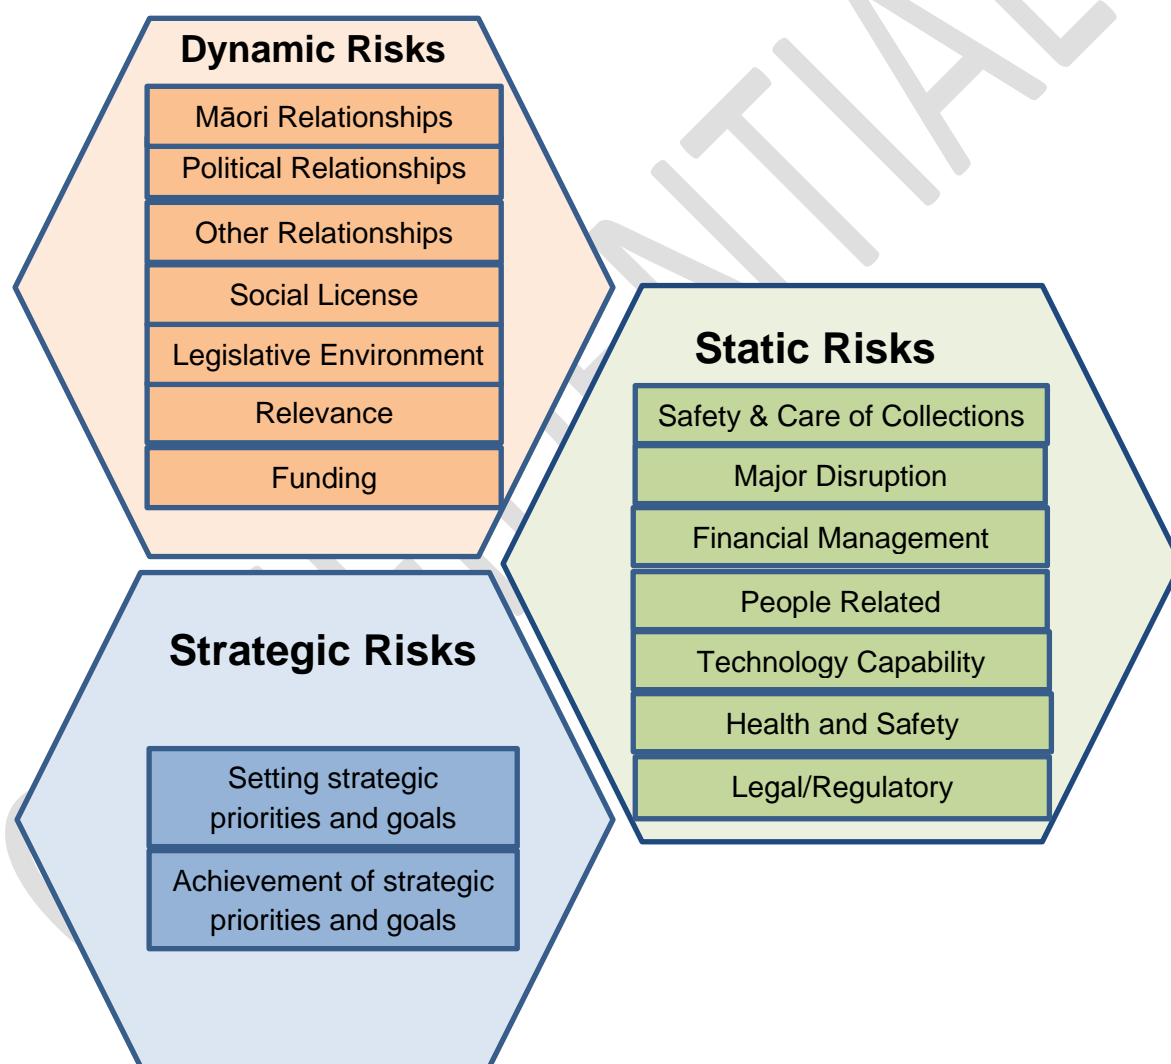 Dynamic Risks
Māori Relationships
Political Relationships
Other Relationships
Social License
Legislative Environment
Relevance
Funding
Static Risks
Safety & Care of Collections
Major Disruption
Financial Management
People Related
Technology Capability
Health and Safety
Legal/Regulatory
Strategic Risks
Setting strategic
priorities and goals
Achievement of strategic
priorities and goals